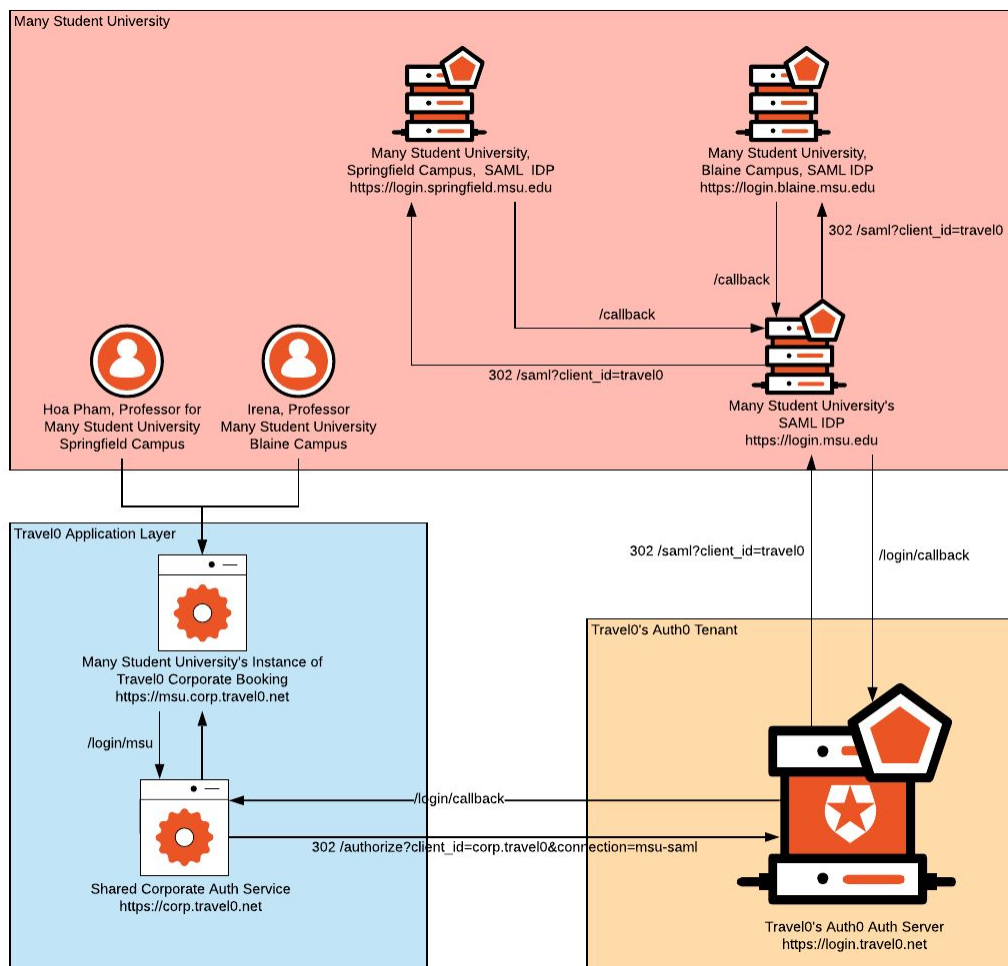 Many Student University
Many Student University,
Springfield Campus,  SAML  IDP
https://login.springfield.msu.edu
Many Student University,
Blaine Campus, SAML IDP
https://login.blaine.msu.edu
302 /saml?client_id=travel0
/callback
/callback
302 /saml?client_id=travel0
Many Student University's
SAML IDP
https://login.msu.edu
Hoa Pham, Professor for
Many Student University
Springfield Campus
Irena, Professor
Many Student University
Blaine Campus
302 /saml?client_id=travel0
/login/callback
Travel0 Application Layer
Many Student University's Instance of
Travel0 Corporate Booking
https://msu.corp.travel0.net
/login/msu
Shared Corporate Auth Service
https://corp.travel0.net
/login/callback
302 /authorize?client_id=corp.travel0&connection=msu-saml
Travel0's Auth0 Tenant
Travel0's Auth0 Auth Server
https://login.travel0.net